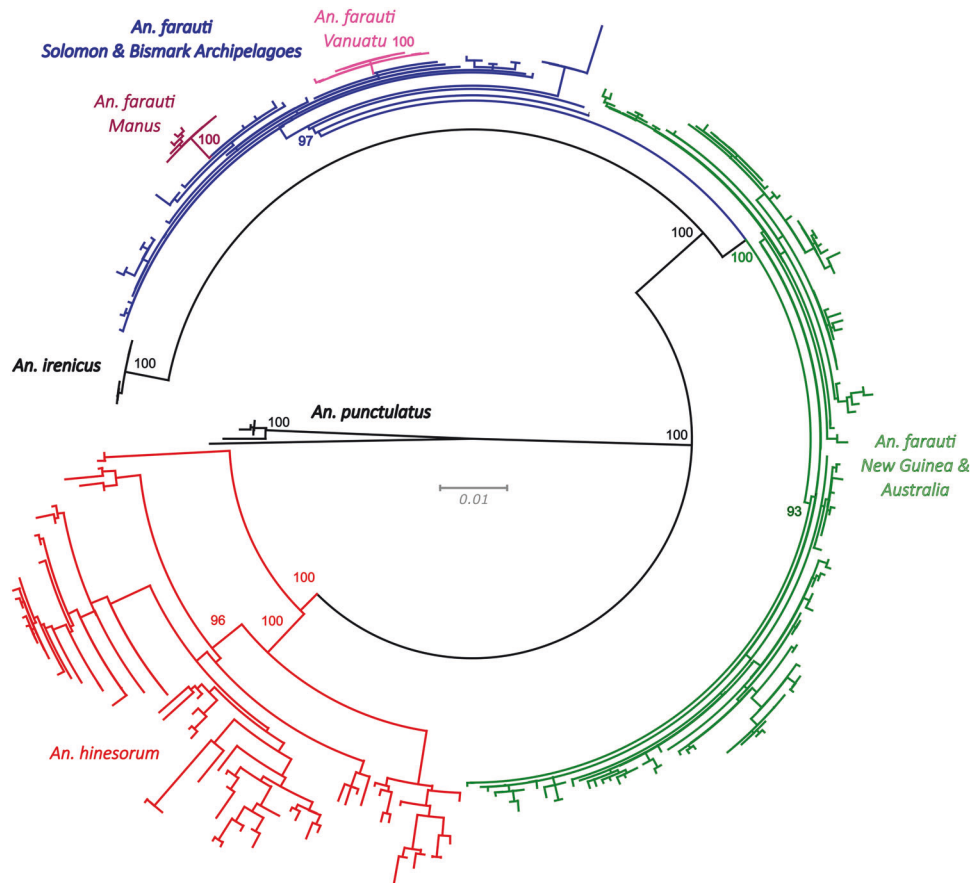 An. farauti
Solomon & Bismark Archipelagoes
An. farauti
Vanuatu 100
An. farauti
Manus
100
97
100
100
An. irenicus
100
An. punctulatus
100
100
An. farauti
New Guinea &
Australia
0.01
93
100
96
100
An. hinesorum